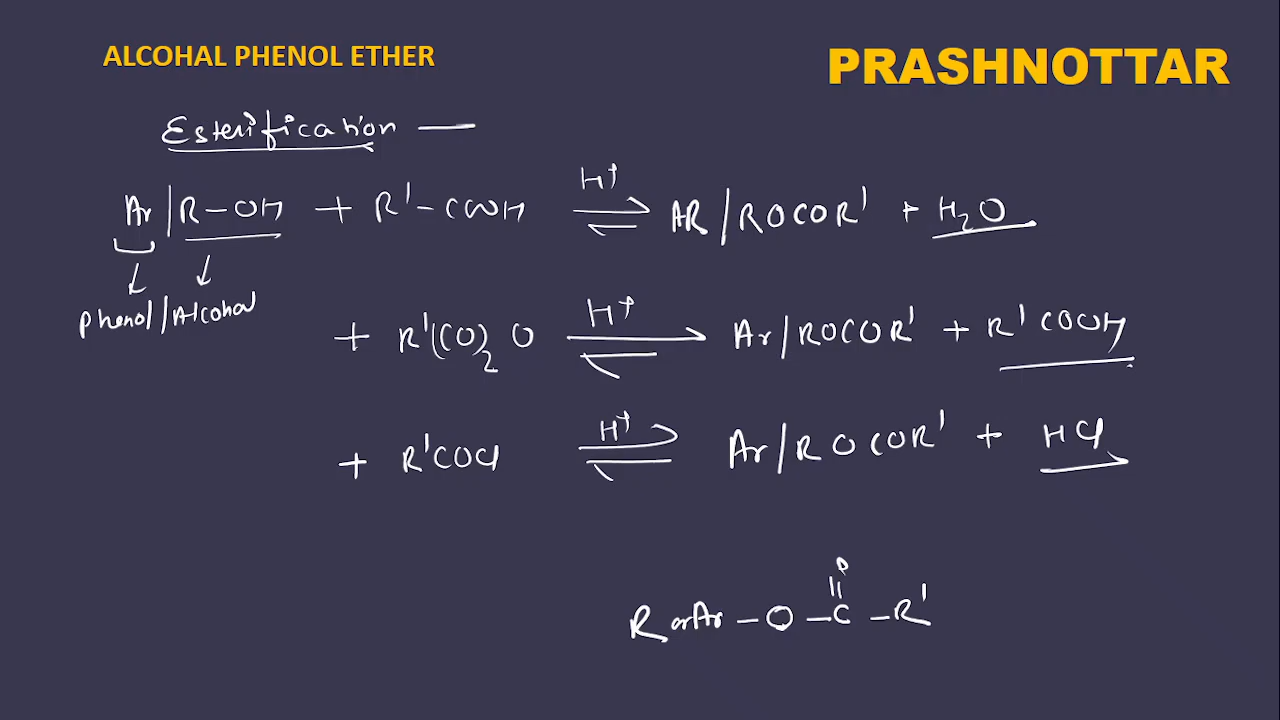 ALCOHAL PHENOL ETHER
PRASHNOTTAR
Esterification —
Ar/R-OH + R'-COOH ⇌ H⁺ AR/ROCOR' + H₂O
Phenol/Alcohol
+ R'(CO)₂O ⇌ H⁺ Ar/ROCOR' + R'COOH
+ R'COCl ⇌ H⁺ Ar/ROCOR' + HCl
O
R or Ar - O - C - R'